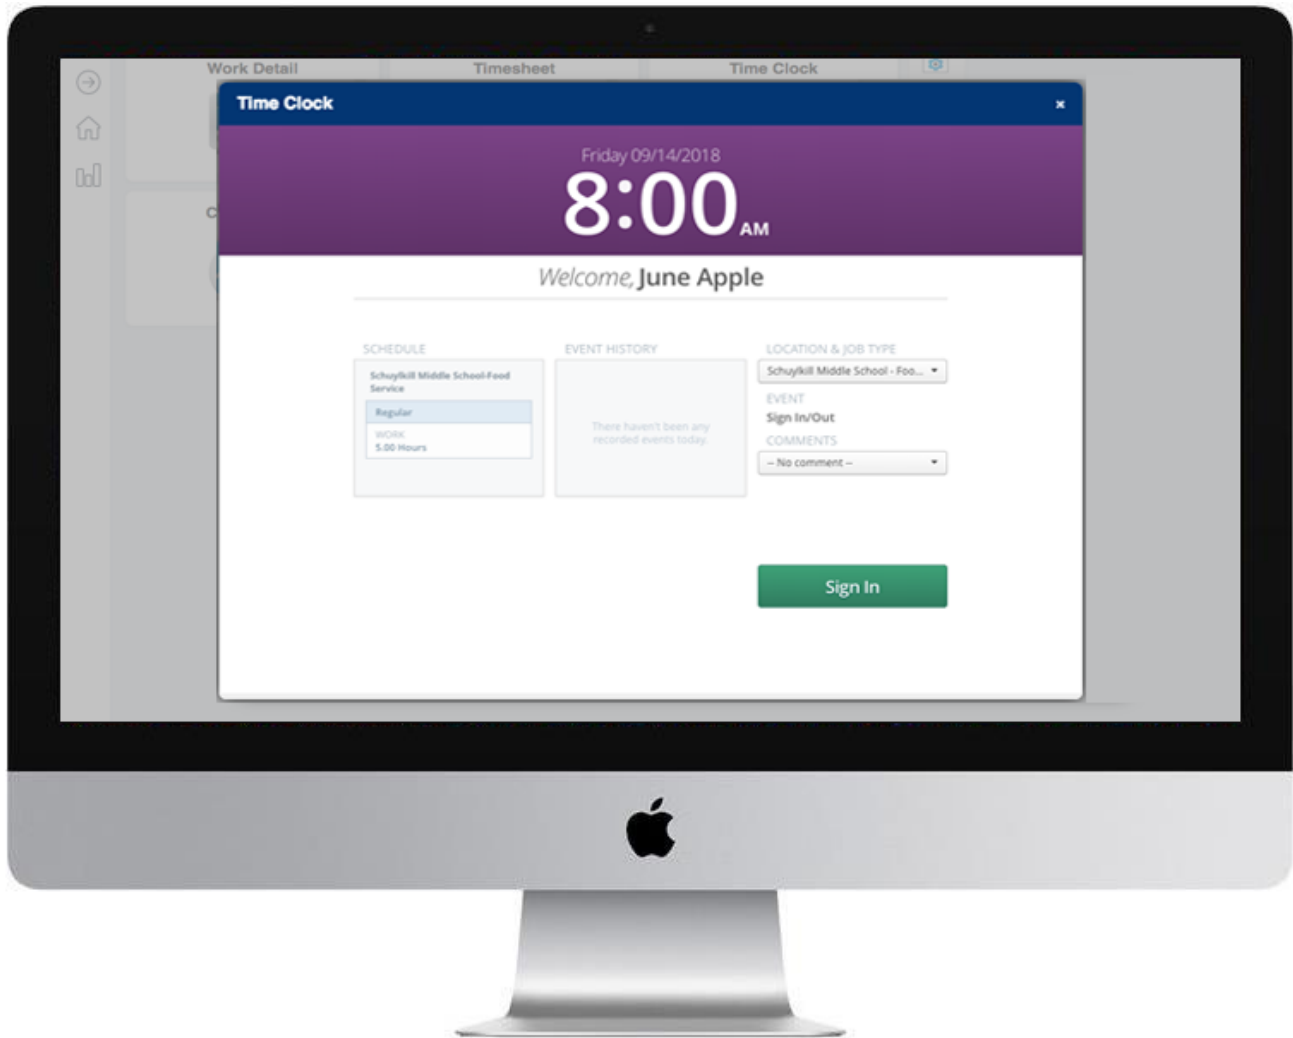 Work Detail
Timesheet
Time Clock
Time Clock
×
Friday 09/14/2018
8:00 AM
Welcome, June Apple
SCHEDULE
Schuylkill Middle School-Food
Service
Regular
WORK
5.00 Hours
EVENT HISTORY
There haven't been any
recorded events today.
LOCATION & JOB TYPE
Schuylkill Middle School - Foo...
EVENT
Sign In/Out
COMMENTS
-- No comment --
Sign In